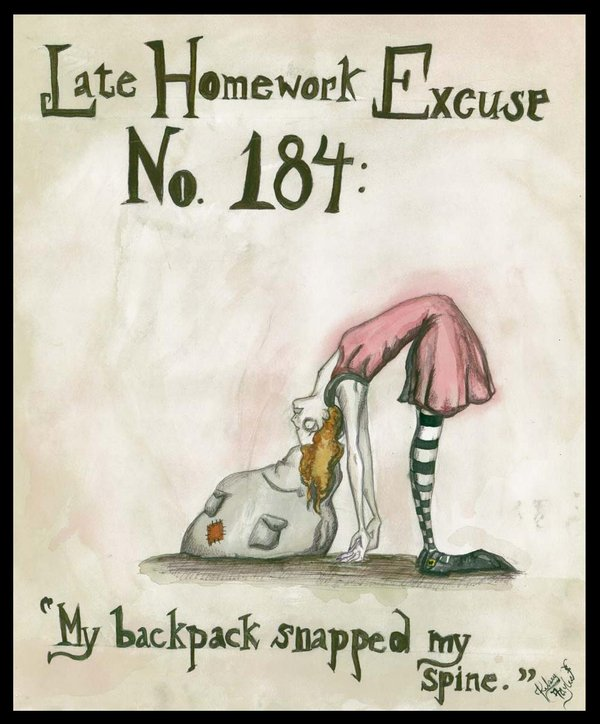 Late Homework Excuse
No. 184:
"My backpack snapped my
spine."